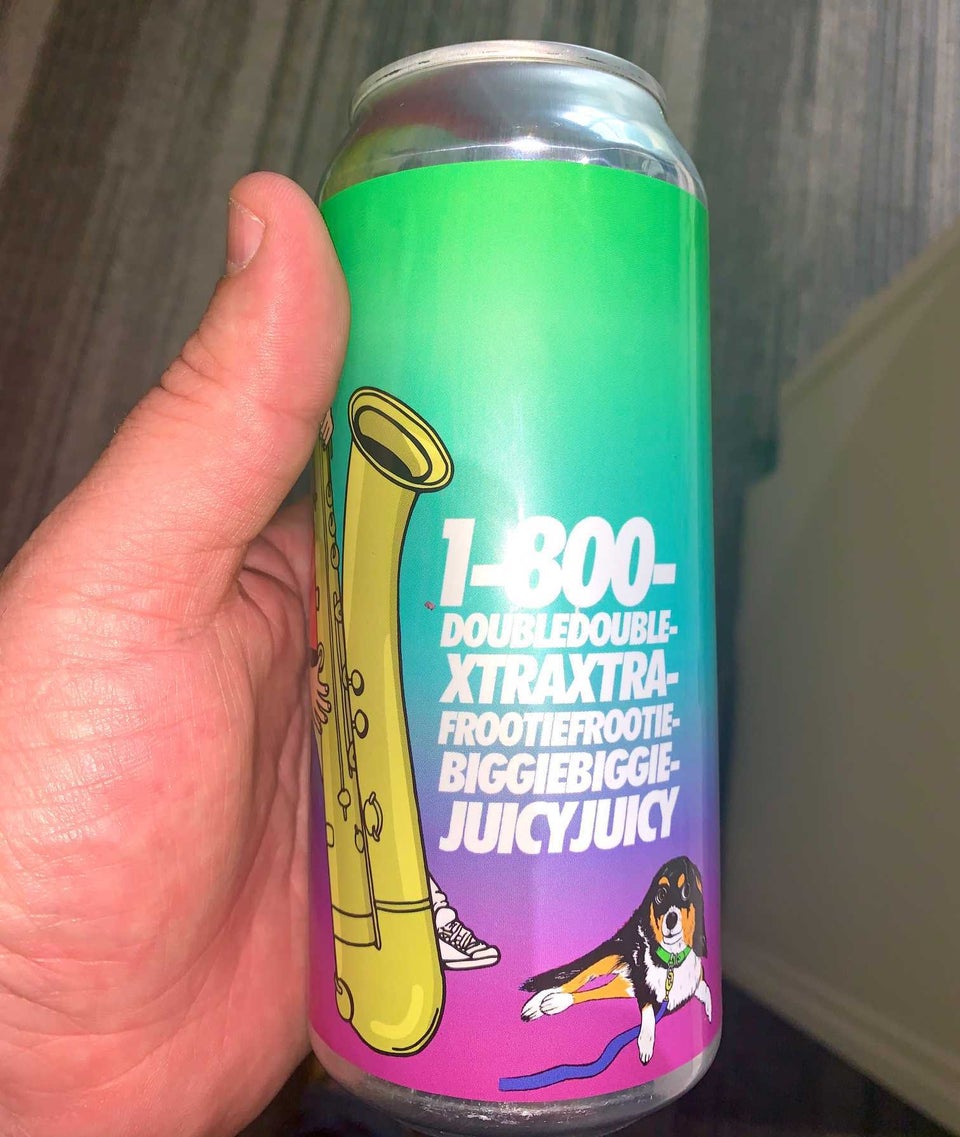 1-800-
DOUBLEDOUBLE-
XTRAXTRA-
FROOTIEFROOTIE-
BIGGIEBIGGIE-
JUICYJUICY